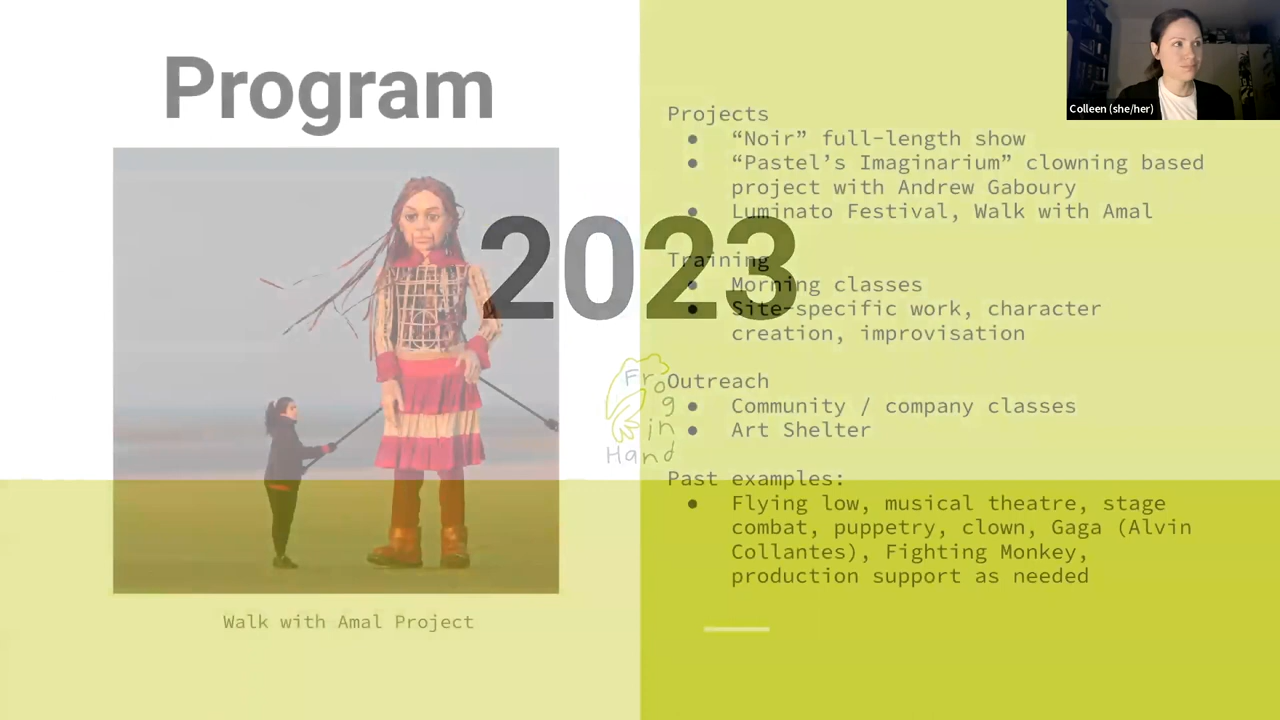 Program
2023
Projects
● “Noir” full-length show
● “Pastel’s Imaginarium” clowning based
project with Andrew Gaboury
● Luminato Festival, Walk with Amal
Training
● Morning classes
● Site-specific work, character
creation, improvisation
Outreach
● Community / company classes
● Art Shelter
Past examples:
● Flying low, musical theatre, stage
combat, puppetry, clown, Gaga (Alvin
Collantes), Fighting Monkey,
production support as needed
Walk with Amal Project
Frog
in
Hand
Colleen (she/her)